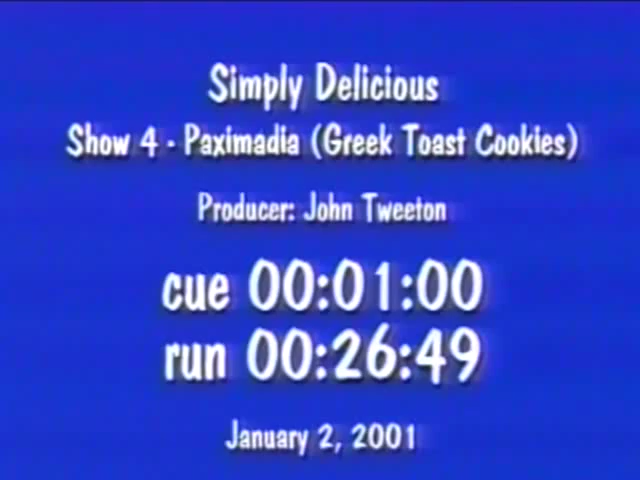 Simply Delicious
Show 4 - Paximadia (Greek Toast Cookies)
Producer: John Tweeton
cue 00:01:00
run 00:26:49
January 2, 2001